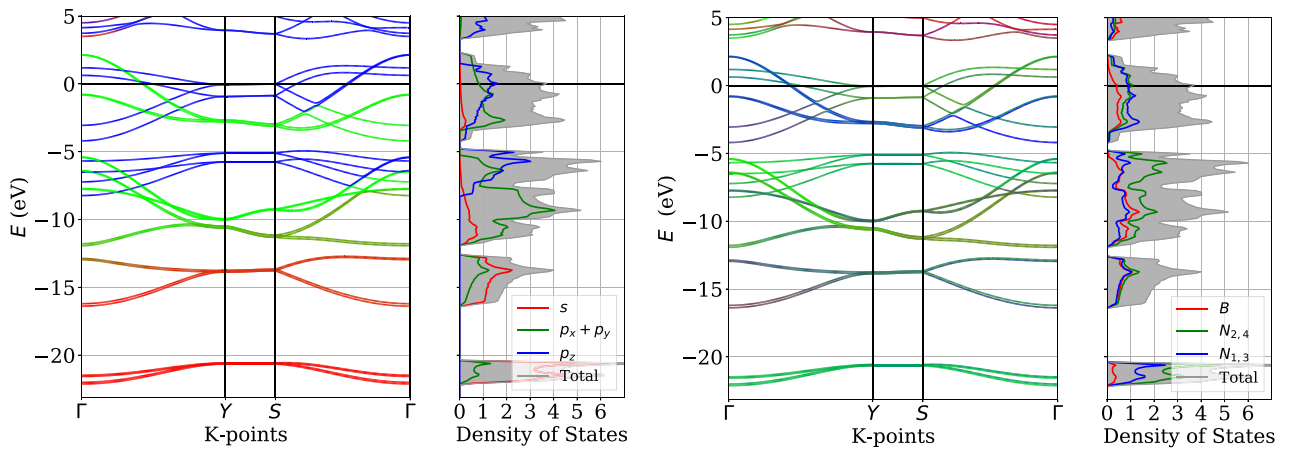 5
0
−5
−10
−15
−20
E (eV)
Γ
Y
S
Γ
K-points
s
pₓ + pᵧ
p_z
Total
0 1 2 3 4 5 6
Density of States
5
0
−5
−10
−15
−20
E (eV)
Γ
Y
S
Γ
K-points
B
N₂,₄
N₁,₃
Total
0 1 2 3 4 5 6
Density of States